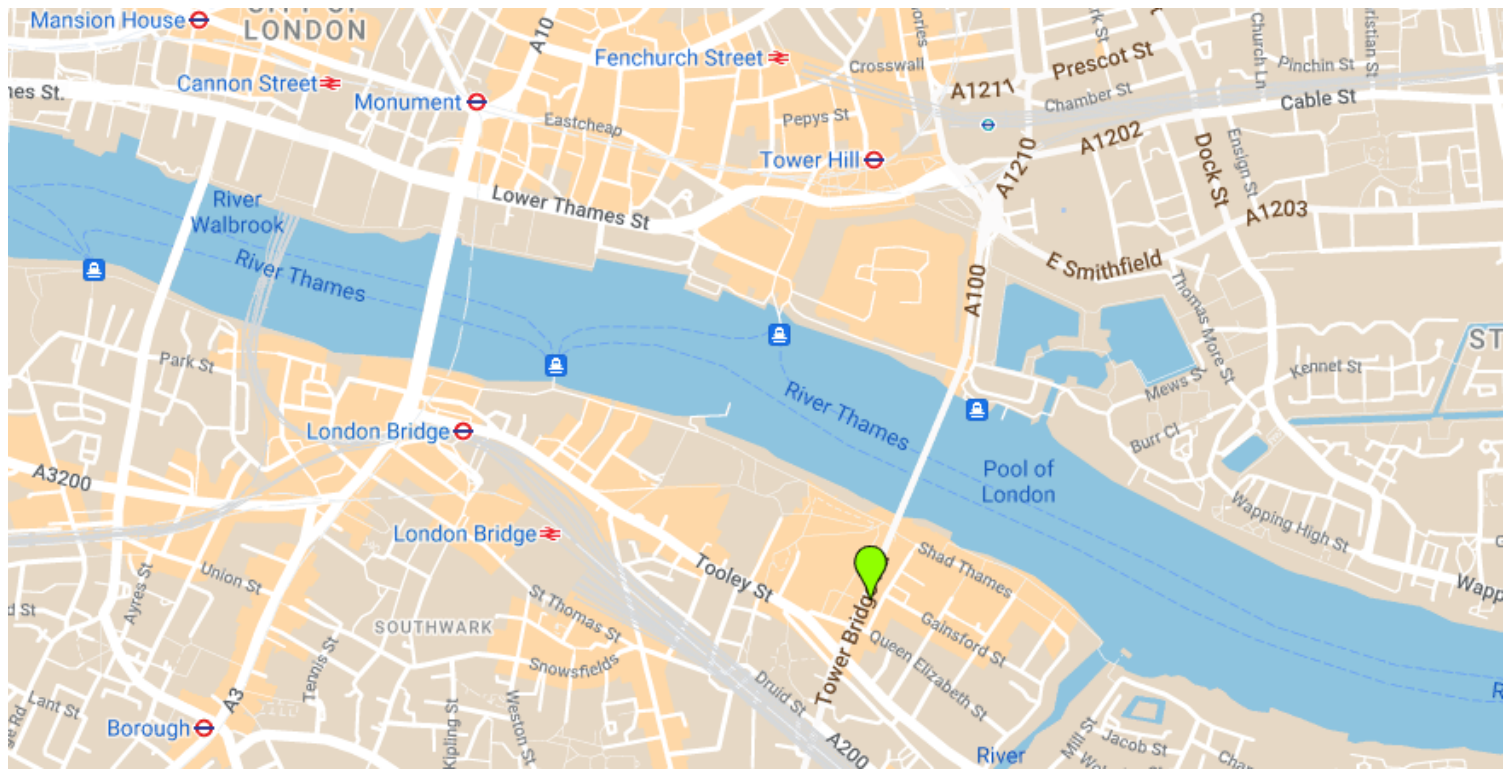 Mansion House
CITY OF
LONDON
A10
Fenchurch Street
Crosswall
Prescot St
Church Ln
Pinchin St
Cannon Street
Monument
A1211
Chamber St
Cable St
Eastcheap
Pepys St
Tower Hill
A1210
A1202
Dock St
Ensign St
A1203
River
Walbrook
Lower Thames St
River Thames
A100
E Smithfield
Thomas More St
Park St
Mews St
Kennet St
ST
River Thames
London Bridge
Burr Cl
Pool of
London
A3200
Wapping High St
London Bridge
Shad Thames
Tooley St
Union St
Ayres St
St Thomas St
Gainsford St
SOUTHWARK
Tower Bridg
Queen Elizabeth St
Snowsfields
Tennis St
Druid St
A3
Lant St
Kipling St
Weston St
Borough
A200
River
Mill St
Jacob St